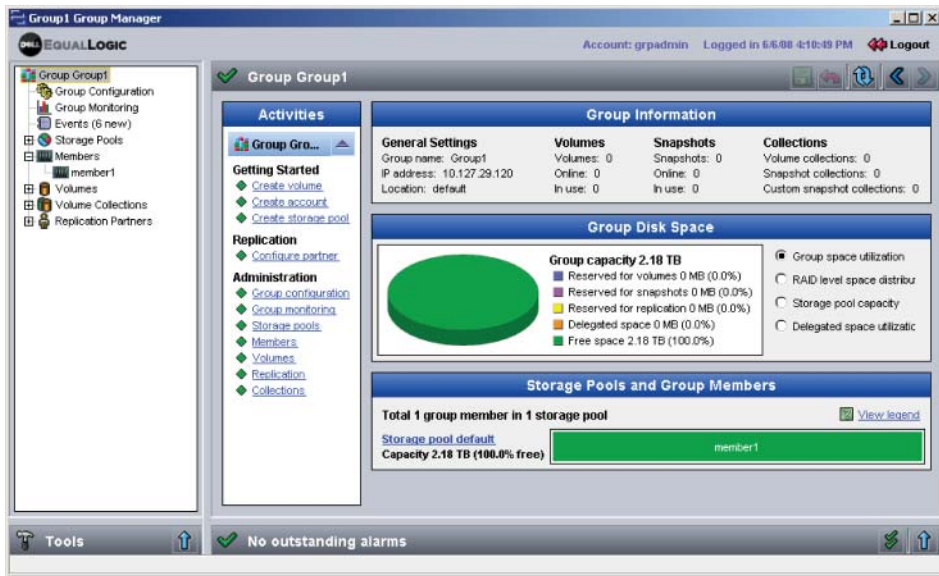 Group1 Group Manager
DELL EQUALLOGIC
Account: grpadmin Logged in 6/6/08 4:10:49 PM Logout
Group Group1
Group Configuration
Group Monitoring
Events (6 new)
Storage Pools
Members
member1
Volumes
Volume Collections
Replication Partners
Tools
Group Group1
Activities
Group Gro...
Getting Started
Create volume
Create account
Create storage pool
Replication
Configure partner
Administration
Group configuration
Group monitoring
Storage pools
Members
Volumes
Replication
Collections
Group Information
General Settings
Group name: Group1
IP address: 10.127.29.120
Location: default
Volumes
Volumes: 0
Online: 0
In use: 0
Snapshots
Snapshots: 0
Online: 0
In use: 0
Collections
Volume collections: 0
Snapshot collections: 0
Custom snapshot collections: 0
Group Disk Space
Group capacity 2.18 TB
Reserved for volumes 0 MB (0.0%)
Reserved for snapshots 0 MB (0.0%)
Reserved for replication 0 MB (0.0%)
Delegated space 0 MB (0.0%)
Free space 2.18 TB (100.0%)
Group space utilization
RAID level space distribu
Storage pool capacity
Delegated space utilizatic
Storage Pools and Group Members
Total 1 group member in 1 storage pool
View legend
Storage pool default
Capacity 2.18 TB (100.0% free)
member1
No outstanding alarms